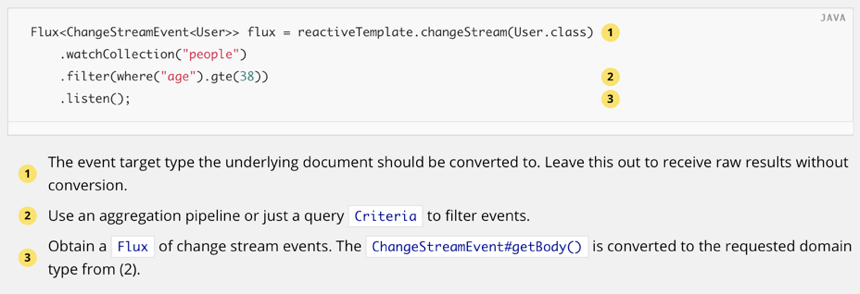 JAVA
Flux<ChangeStreamEvent<User>> flux = reactiveTemplate.changeStream(User.class) 1
.watchCollection("people")
.filter(where("age").gte(38)) 2
.listen(); 3
1 The event target type the underlying document should be converted to. Leave this out to receive raw results without
conversion.
2 Use an aggregation pipeline or just a query Criteria to filter events.
3 Obtain a Flux of change stream events. The ChangeStreamEvent#getBody() is converted to the requested domain
type from (2).